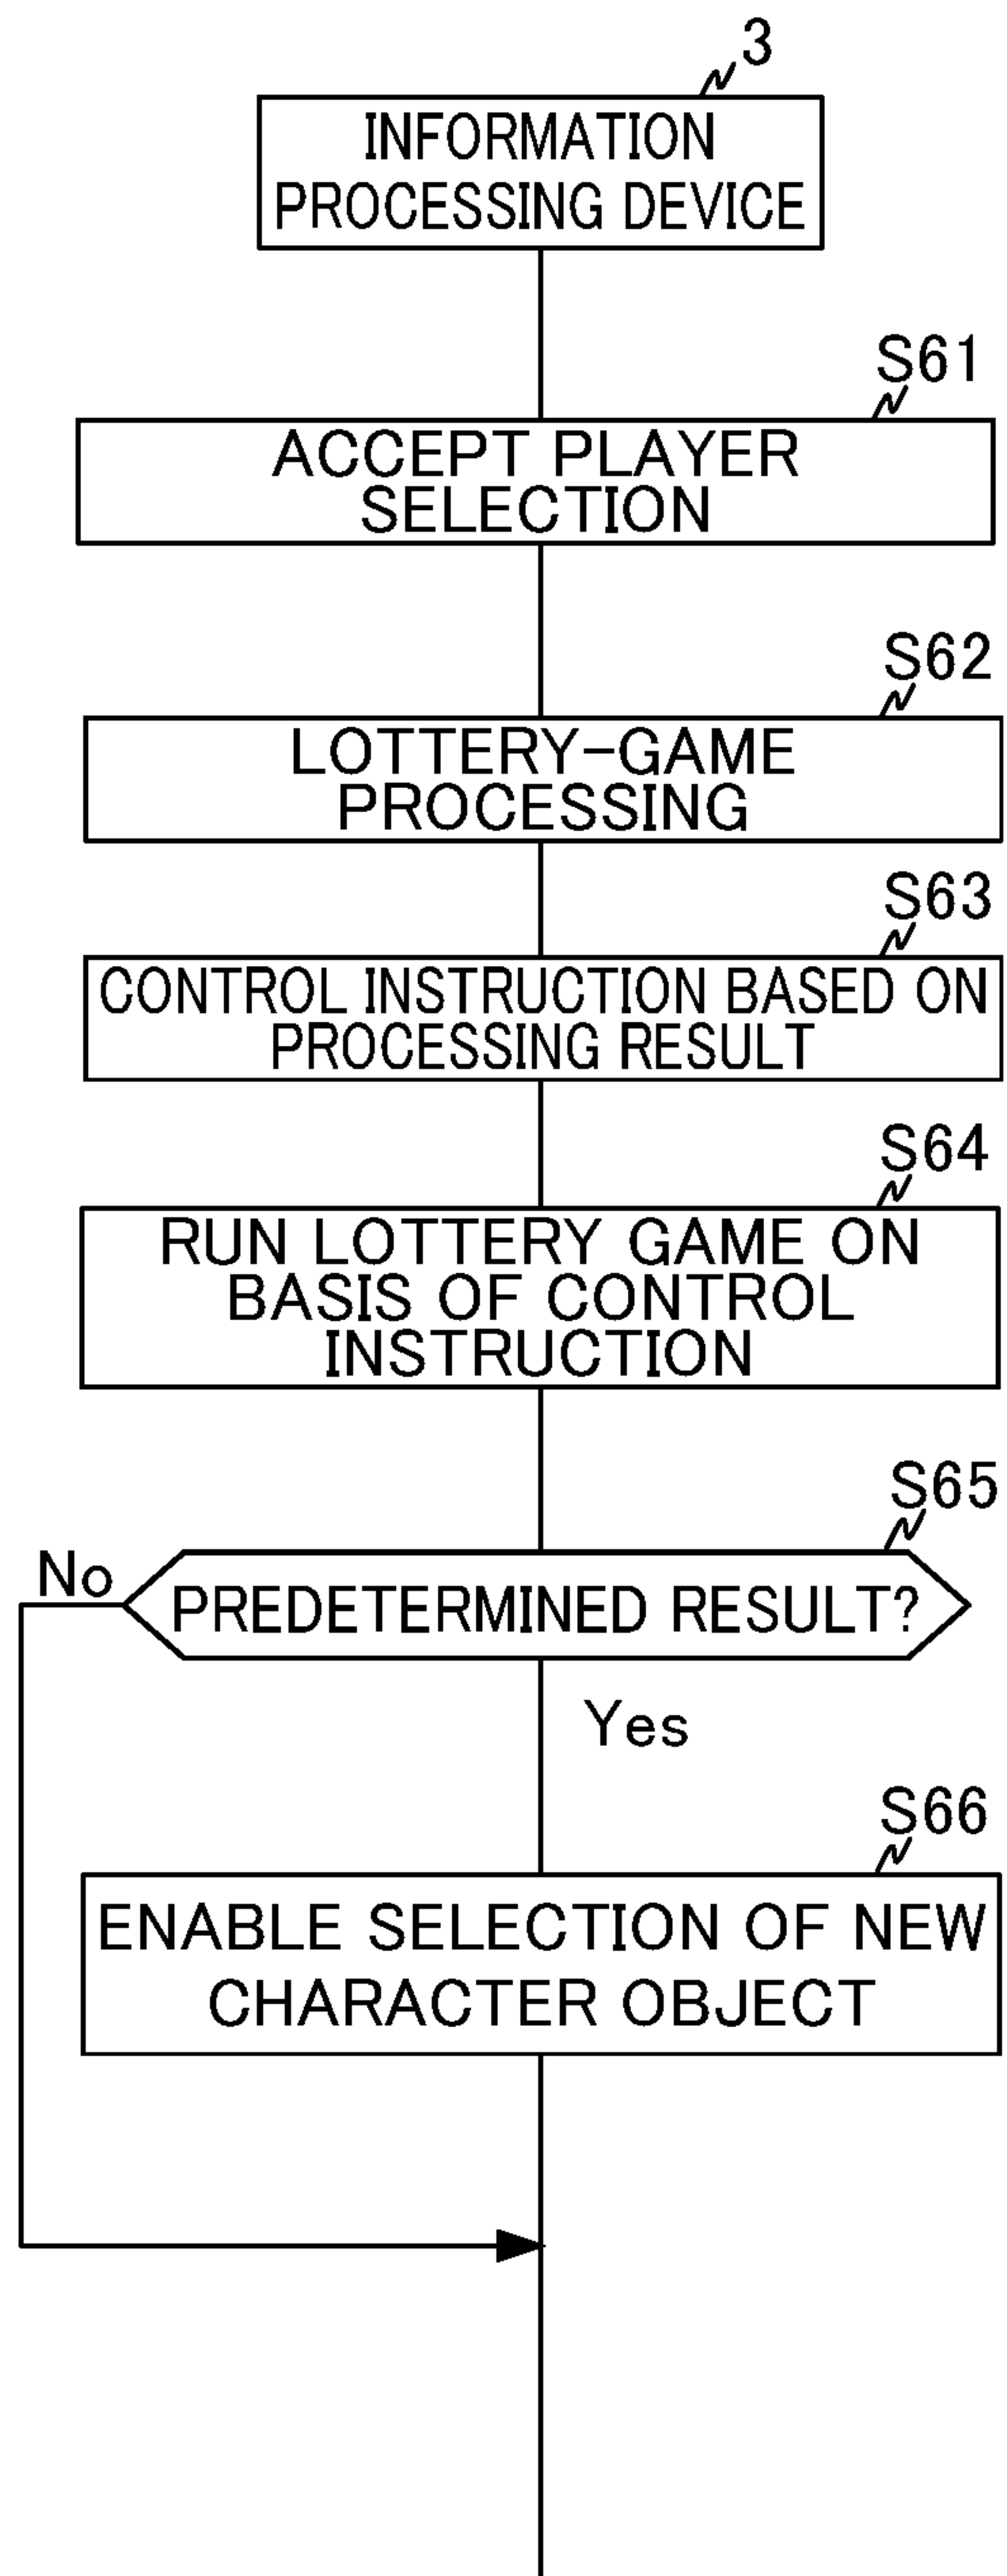 3
INFORMATION
PROCESSING DEVICE
S61
ACCEPT PLAYER
SELECTION
S62
LOTTERY-GAME
PROCESSING
S63
CONTROL INSTRUCTION BASED ON
PROCESSING RESULT
S64
RUN LOTTERY GAME ON
BASIS OF CONTROL
INSTRUCTION
S65
No
PREDETERMINED RESULT?
Yes
S66
ENABLE SELECTION OF NEW
CHARACTER OBJECT